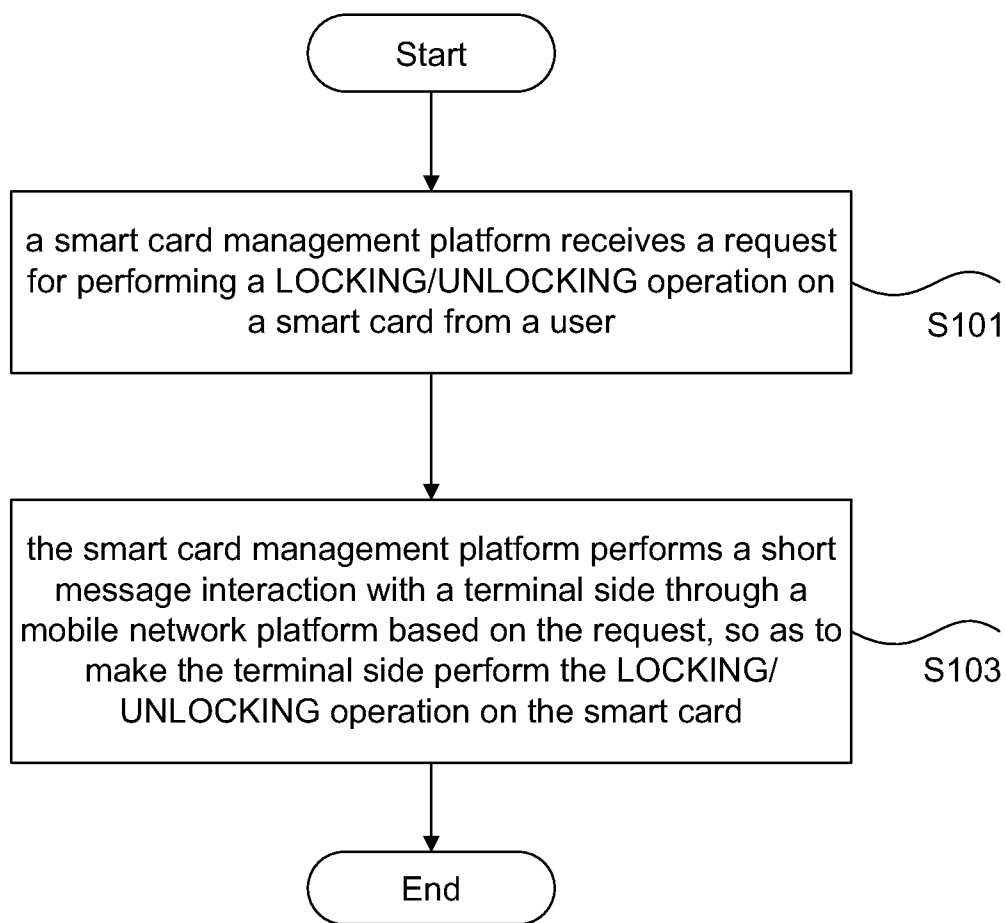 Start
a smart card management platform receives a request
for performing a LOCKING/UNLOCKING operation on
a smart card from a user
S101
the smart card management platform performs a short
message interaction with a terminal side through a
mobile network platform based on the request, so as to
make the terminal side perform the LOCKING/
UNLOCKING operation on the smart card
S103
End